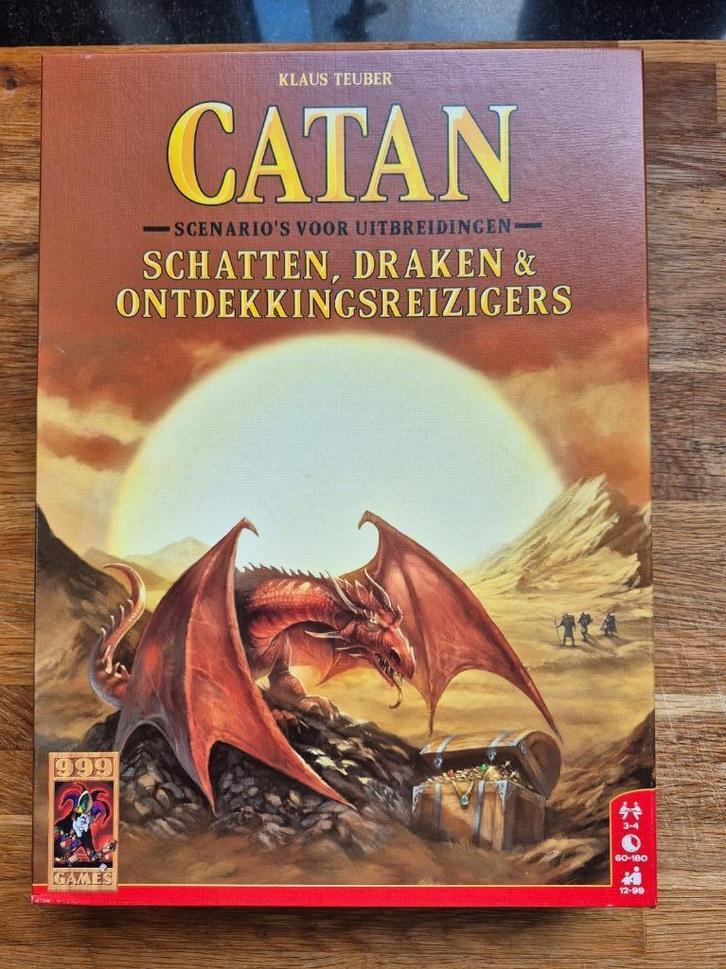 KLAUS TEUBER
CATAN
SCENARIO'S VOOR UITBREIDINGEN
SCHATTEN, DRAKEN &
ONTDEKKINGSREIZIGERS
999
GAMES
3-4
60-180
12-99